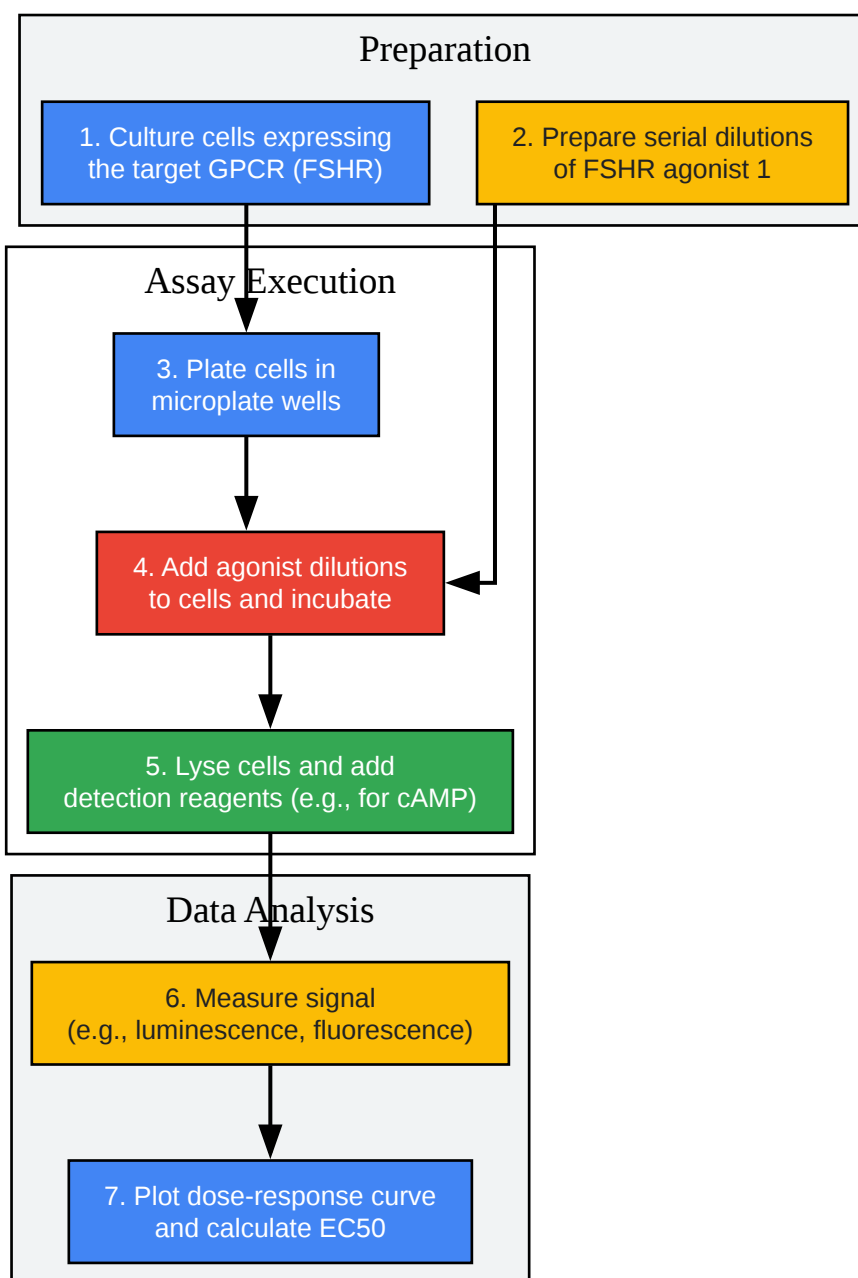 Preparation
1. Culture cells expressing
the target GPCR (FSHR)
2. Prepare serial dilutions
of FSHR agonist 1
Assay Execution
3. Plate cells in
microplate wells
4. Add agonist dilutions
to cells and incubate
5. Lyse cells and add
detection reagents (e.g., for cAMP)
Data Analysis
6. Measure signal
(e.g., luminescence, fluorescence)
7. Plot dose-response curve
and calculate EC50